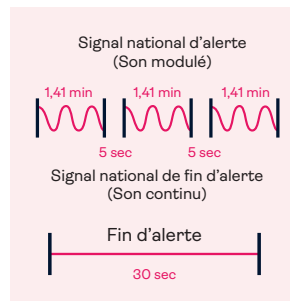 Signal national d'alerte
(Son modulé)
1,41 min 1,41 min 1,41 min
5 sec 5 sec
Signal national de fin d'alerte
(Son continu)
Fin d'alerte
30 sec